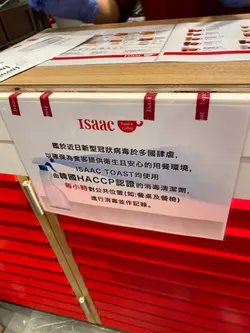 ISAAC
Toast & Coffee
鑑於近日新型冠狀病毒於多國肆虐,
以確保為食客提供衛生且安心的用餐環境,
ISAAC TOAST均使用
由韓國HACCP認證的消毒清潔劑,
每小時對公共位置(如:餐桌及餐椅)
進行消毒並作記錄。